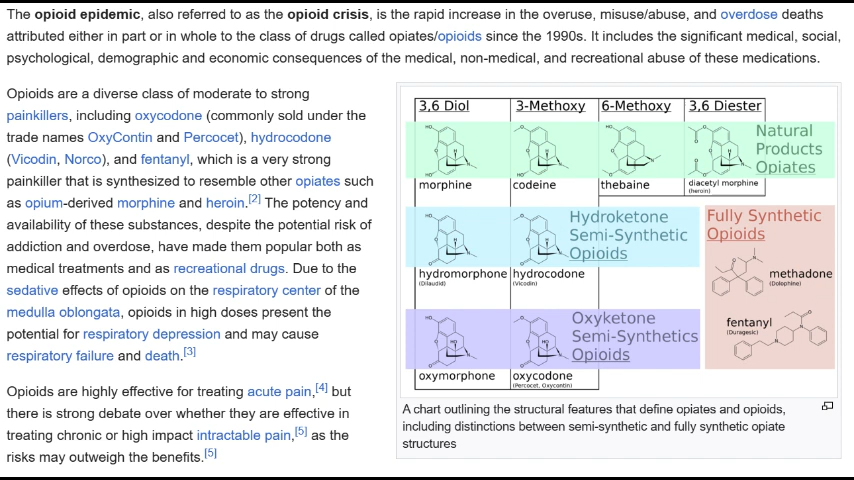 The opioid epidemic, also referred to as the opioid crisis, is the rapid increase in the overuse, misuse/abuse, and overdose deaths
attributed either in part or in whole to the class of drugs called opiates/opioids since the 1990s. It includes the significant medical, social,
psychological, demographic and economic consequences of the medical, non-medical, and recreational abuse of these medications.
Opioids are a diverse class of moderate to strong
painkillers, including oxycodone (commonly sold under the
trade names OxyContin and Percocet), hydrocodone
(Vicodin, Norco), and fentanyl, which is a very strong
painkiller that is synthesized to resemble other opiates such
as opium-derived morphine and heroin.[2] The potency and
availability of these substances, despite the potential risk of
addiction and overdose, have made them popular both as
medical treatments and as recreational drugs. Due to the
sedative effects of opioids on the respiratory center of the
medulla oblongata, opioids in high doses present the
potential for respiratory depression and may cause
respiratory failure and death.[3]
Opioids are highly effective for treating acute pain,[4] but
there is strong debate over whether they are effective in
treating chronic or high impact intractable pain,[5] as the
risks may outweigh the benefits.[5]
3,6 Diol 3-Methoxy 6-Methoxy 3,6 Diester
Natural
Products
Opiates
morphine codeine thebaine diacetyl morphine
(heroin)
Hydroketone
Semi-Synthetic
Opioids
hydromorphone hydrocodone
(Dilaudid) (Vicodin)
Fully Synthetic
Opioids
methadone
(Dolophine)
fentanyl
(Duragesic)
Oxyketone
Semi-Synthetics
Opioids
oxymorphone oxycodone
(Percocet, Oxycontin)
A chart outlining the structural features that define opiates and opioids,
including distinctions between semi-synthetic and fully synthetic opiate
structures